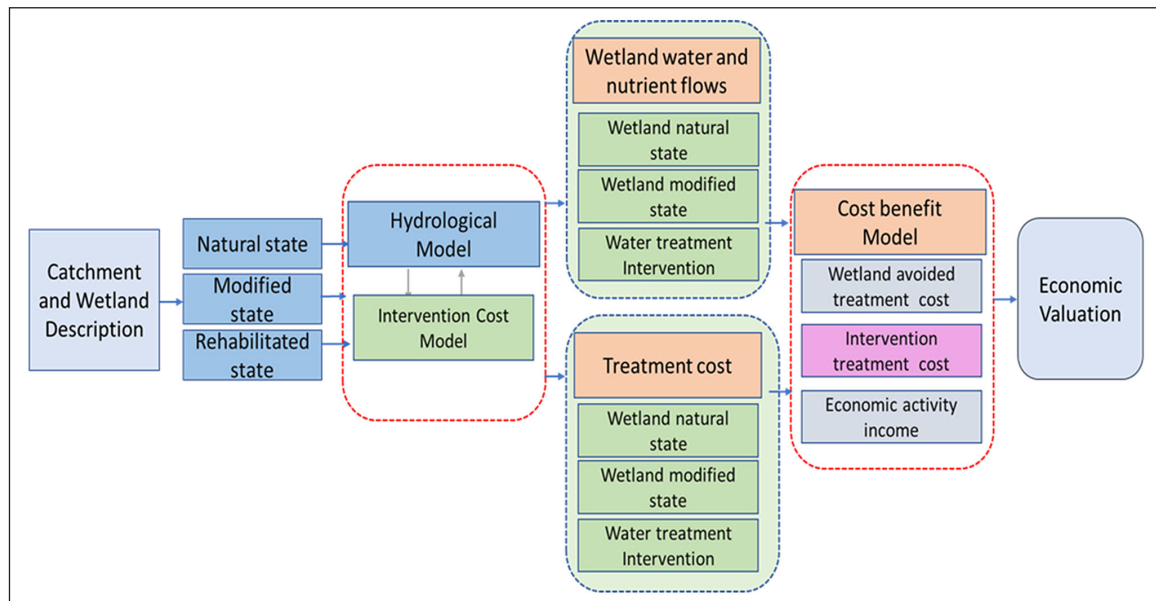 Catchment
and Wetland
Description
Natural state
Modified
state
Rehabilitated
state
Hydrological
Model
Intervention Cost
Model
Wetland water and
nutrient flows
Wetland natural
state
Wetland modified
state
Water treatment
Intervention
Treatment cost
Wetland natural
state
Wetland modified
state
Water treatment
Intervention
Cost benefit
Model
Wetland avoided
treatment cost
Intervention
treatment cost
Economic activity
income
Economic
Valuation